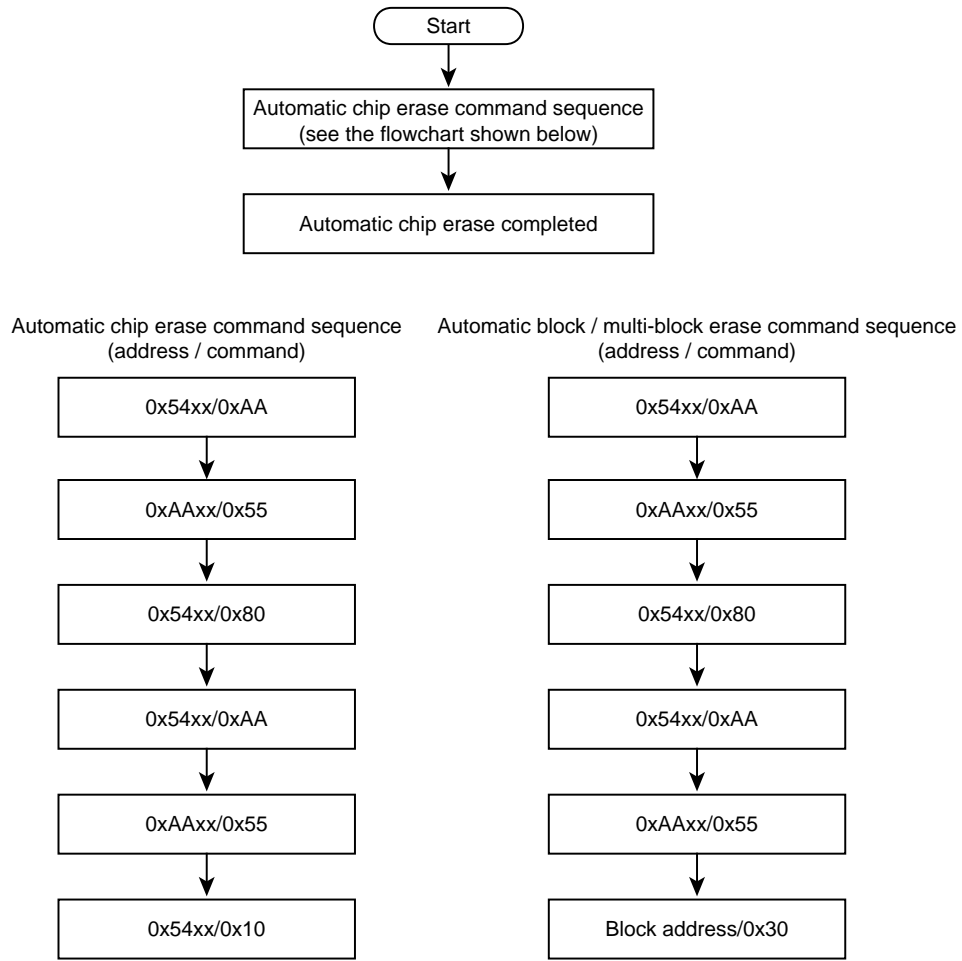 Start
Automatic chip erase command sequence
(see the flowchart shown below)
Automatic chip erase completed
Automatic chip erase command sequence
(address / command)
0x54xx/0xAA
0xAAxx/0x55
0x54xx/0x80
0x54xx/0xAA
0xAAxx/0x55
0x54xx/0x10
Automatic block / multi-block erase command sequence
(address / command)
0x54xx/0xAA
0xAAxx/0x55
0x54xx/0x80
0x54xx/0xAA
0xAAxx/0x55
Block address/0x30